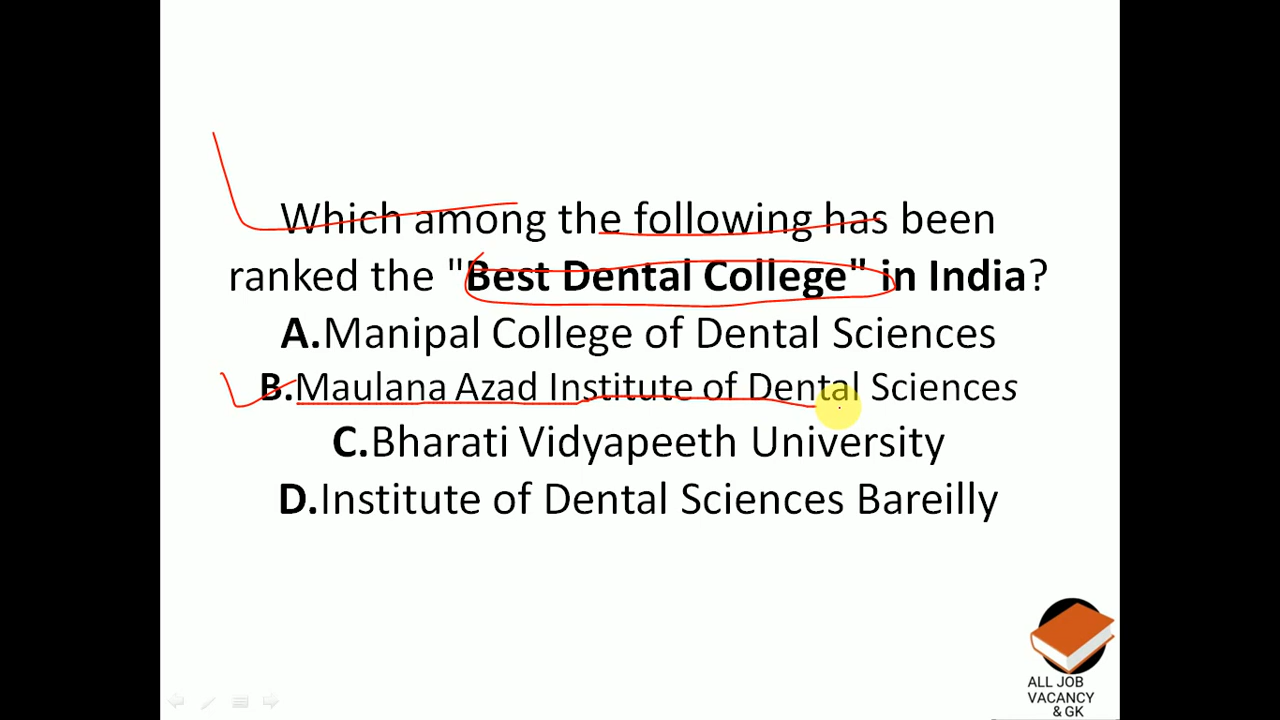 Which among the following has been
ranked the "Best Dental College" in India?
A.Manipal College of Dental Sciences
B.Maulana Azad Institute of Dental Sciences
C.Bharati Vidyapeeth University
D.Institute of Dental Sciences Bareilly
ALL JOB
VACANCY
& GK